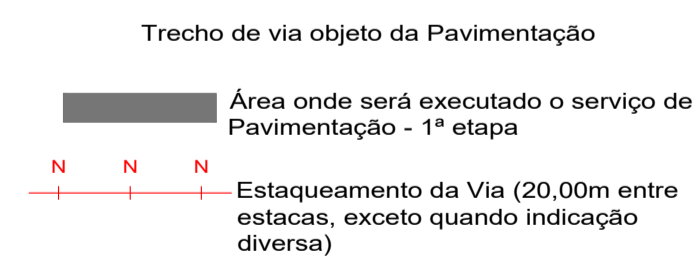 Trecho de via objeto da Pavimentação
Área onde será executado o serviço de
Pavimentação - 1ª etapa
N N N
Estaqueamento da Via (20,00m entre
estacas, exceto quando indicação
diversa)